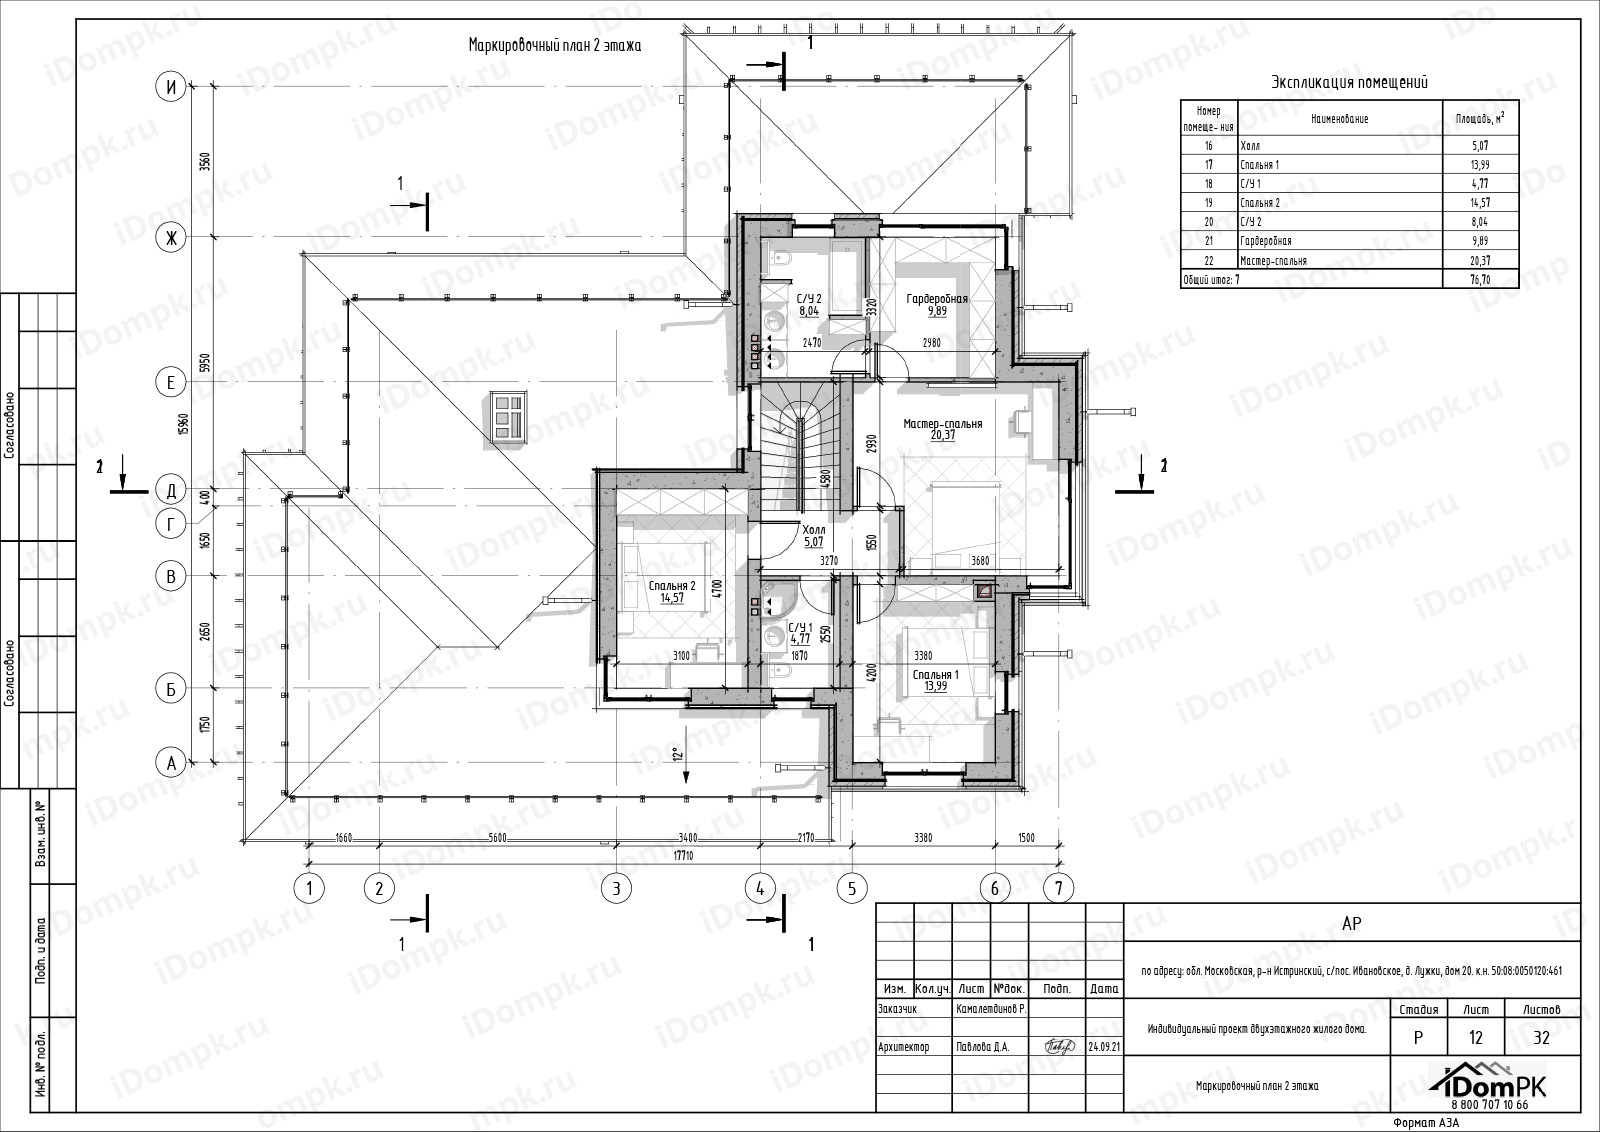 Маркировочный план 2 этажа
Экспликация помещений
Номер помеще- ния Наименование Площадь, м²
16 Холл 5,07
17 Спальня 1 13,99
18 С/У 1 4,77
19 Спальня 2 14,57
20 С/У 2 8,04
21 Гардеробная 9,89
22 Мастер-спальня 20,37
Общий итог: 7 76,70
1
1
И
Ж
Е
Д
Г
В
Б
А
3560
5950
15960
400
1650
2650
1750
2
2
С/У 2
8,04
2470
3320
Гардеробная
9,89
2980
Мастер-спальня
20,37
2930
4580
Холл
5,07
3270
1550
3680
Спальня 2
14,57
4700
3100
С/У 1
4,77
2550
1870
3380
Спальня 1
13,99
4200
12°
1660 5600 3400 2170 3380 1500
17710
1 2 3 4 5 6 7
1
1
Согласовано
Согласовано
Взам. инв. №
Подп. и дата
Инв. № подл.
АР
по адресу: обл. Московская, р-н Истринский, с/пос. Ивановское, д. Лужки, дом 20. к.н. 50:08:0050120:461
Изм. Кол.уч. Лист №док. Подп. Дата
Заказчик Камалетдинов Р.
Архитектор Павлова Д.А. 24.09.21
Индивидуальный проект двухэтажного жилого дома.
Стадия Лист Листов
Р 12 32
Маркировочный план 2 этажа
iDomPK
8 800 707 10 66
Формат А3А
iDompk.ru